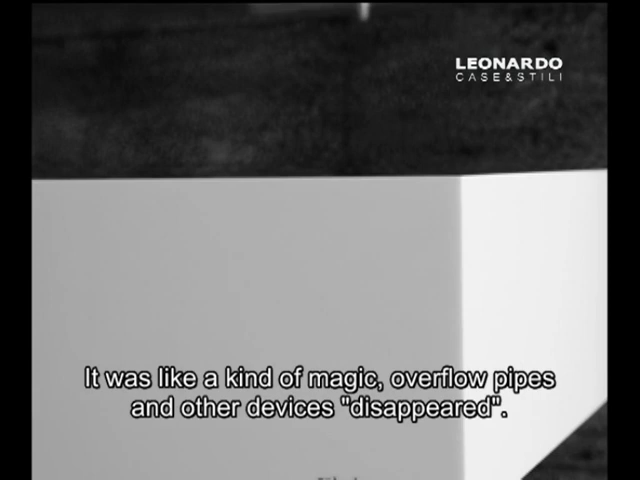 LEONARDO
CASE&STILI
It was like a kind of magic, overflow pipes
and other devices "disappeared".